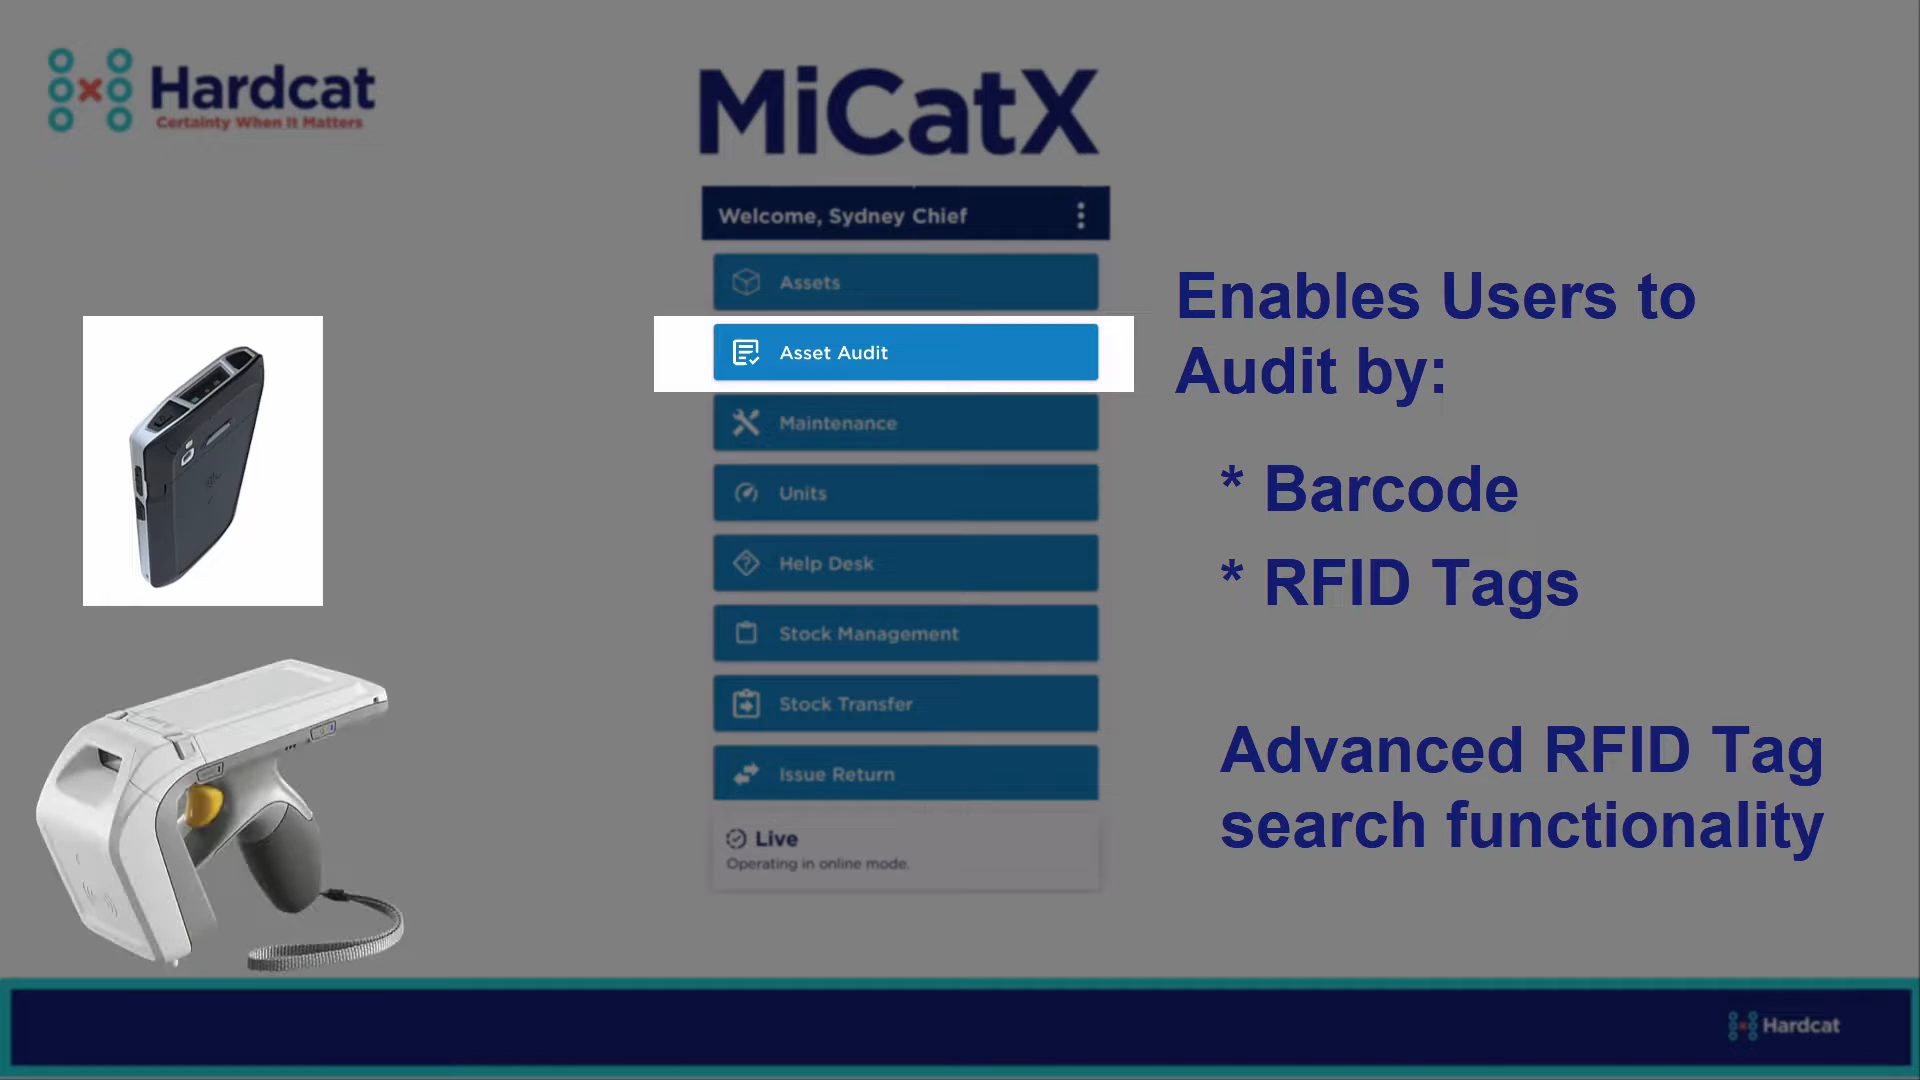 Hardcat
Certainty When It Matters
MiCatX
Welcome, Sydney Chief
Assets
Asset Audit
Maintenance
Units
Help Desk
Stock Management
Stock Transfer
Issue Return
Live
Operating in online mode.
Enables Users to
Audit by:
* Barcode
* RFID Tags
Advanced RFID Tag
search functionality
Hardcat